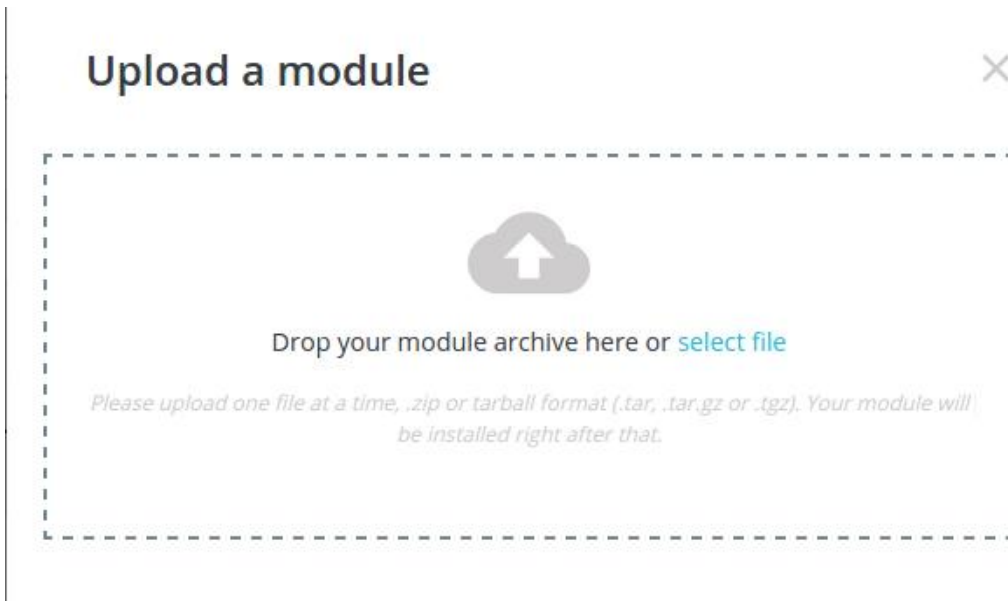 Upload a module
Drop your module archive here or select file
Please upload one file at a time, .zip or tarball format (.tar, .tar.gz or .tgz). Your module will
be installed right after that.